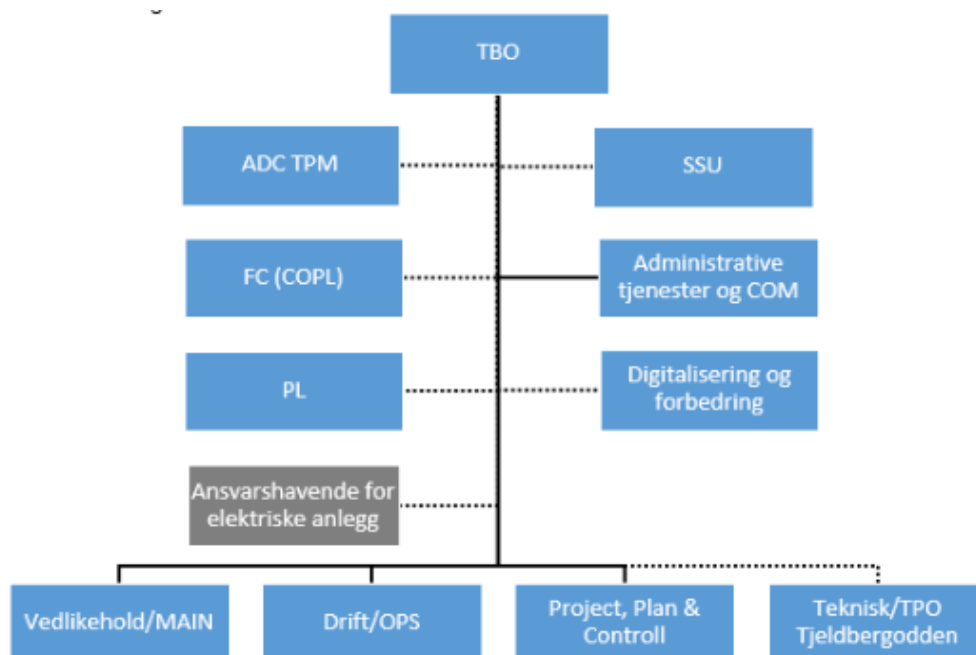 TBO
ADC TPM
SSU
FC (COPL)
Administrative
tjenester og COM
PL
Digitalisering og
forbedring
Ansvarshavende for
elektriske anlegg
Vedlikehold/MAIN
Drift/OPS
Project, Plan &
Controll
Teknisk/TPO
Tjeldbergodden